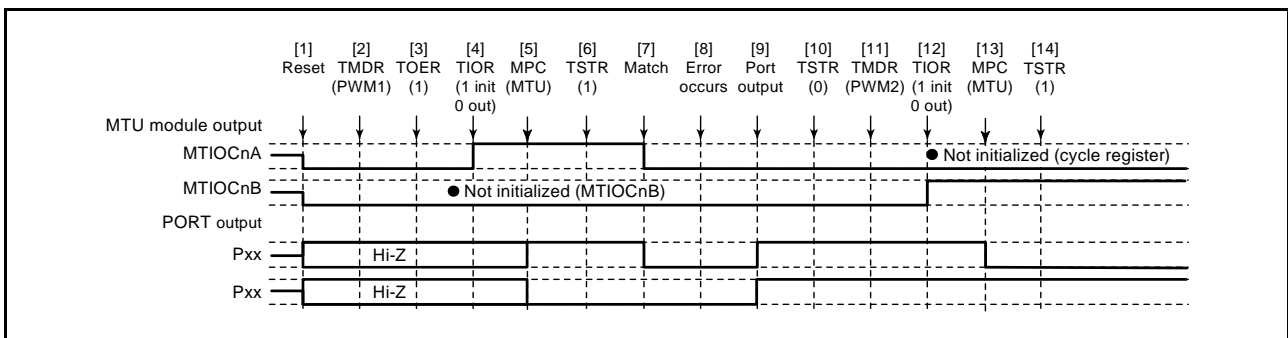 [1] [2] [3] [4] [5] [6] [7] [8] [9] [10] [11] [12] [13] [14]
Reset TMDR TOER TIOR MPC TSTR Match Error Port TSTR TMDR TIOR MPC TSTR
(PWM1) (1) (1 init (MTU) (1) occurs output (0) (PWM2) (1 init (MTU) (1)
0 out) 0 out)
MTU module output
MTIOCnA
● Not initialized (cycle register)
MTIOCnB
● Not initialized (MTIOCnB)
PORT output
Pxx Hi-Z
Pxx Hi-Z